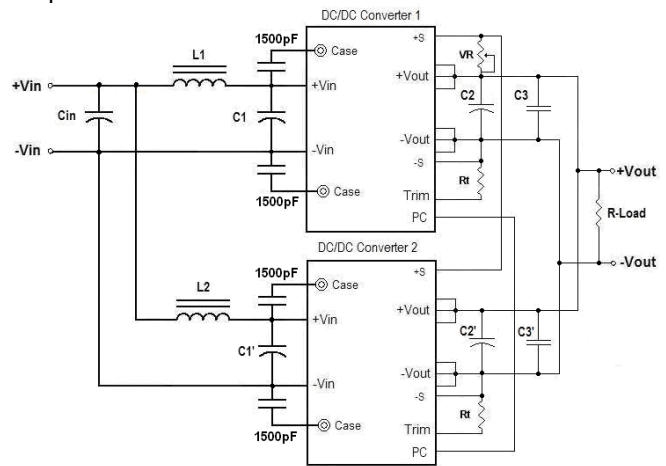 DC/DC Converter 1
1500pF
Case
+S
VR
L1
+Vin
+Vin
+Vout
C2
C3
Cin
C1
-Vin
-Vin
-Vout
-S
+Vout
Case
Rt
1500pF
Trim
R-Load
PC
DC/DC Converter 2
-Vout
1500pF
+S
Case
L2
+Vout
+Vin
C2'
C3'
C1'
-Vin
-Vout
-S
Case
Rt
1500pF
Trim
PC